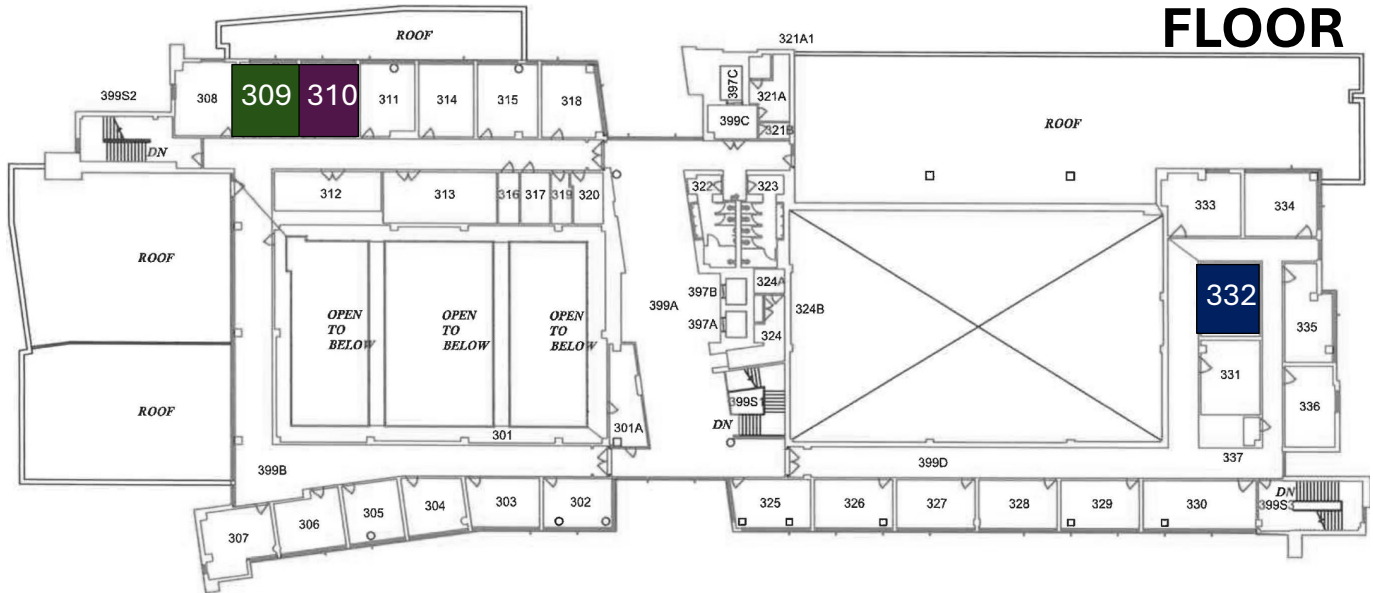 FLOOR
ROOF
321A1
399S2
308
309
310
311
314
315
318
397C
321A
399C
321B
ROOF
DN
312
313
316
317
319
320
322
323
333
334
ROOF
OPEN
TO
BELOW
OPEN
TO
BELOW
OPEN
TO
BELOW
399A
397B
397A
324A
324
324B
332
335
331
336
ROOF
301
301A
399S1
DN
399B
399D
337
307
306
305
304
303
302
325
326
327
328
329
330
DN
399S3